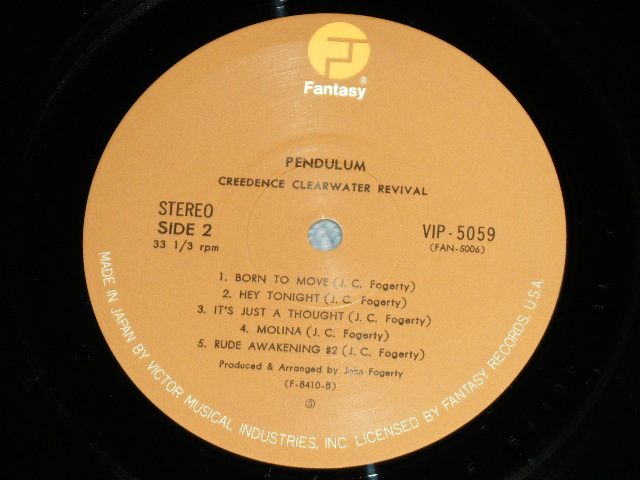 ®
Fantasy
PENDULUM
CREEDENCE CLEARWATER REVIVAL
STEREO
SIDE 2
33 1/3 rpm
VIP-5059
(FAN-5006)
1. BORN TO MOVE (J. C. Fogerty)
2. HEY TONIGHT (J. C. Fogerty)
3. IT'S JUST A THOUGHT (J. C. Fogerty)
4. MOLINA (J. C. Fogerty)
5. RUDE AWAKENING #2 (J. C. Fogerty)
Produced & Arranged by John Fogerty
(F-8410-B)
Ⓢ
MADE IN JAPAN BY VICTOR MUSICAL INDUSTRIES, INC. LICENSED BY FANTASY RECORDS, U.S.A.